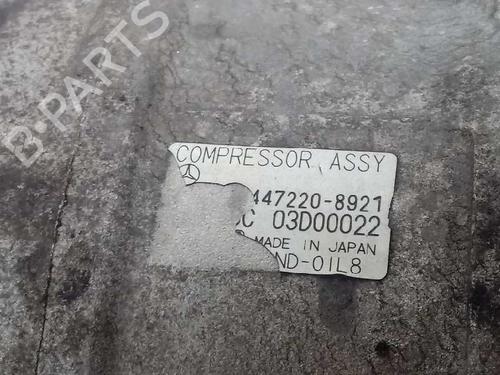 B-PARTS
COMPRESSOR ASSY
447220-8921
C 03D00022
MADE IN JAPAN
ND-OIL8